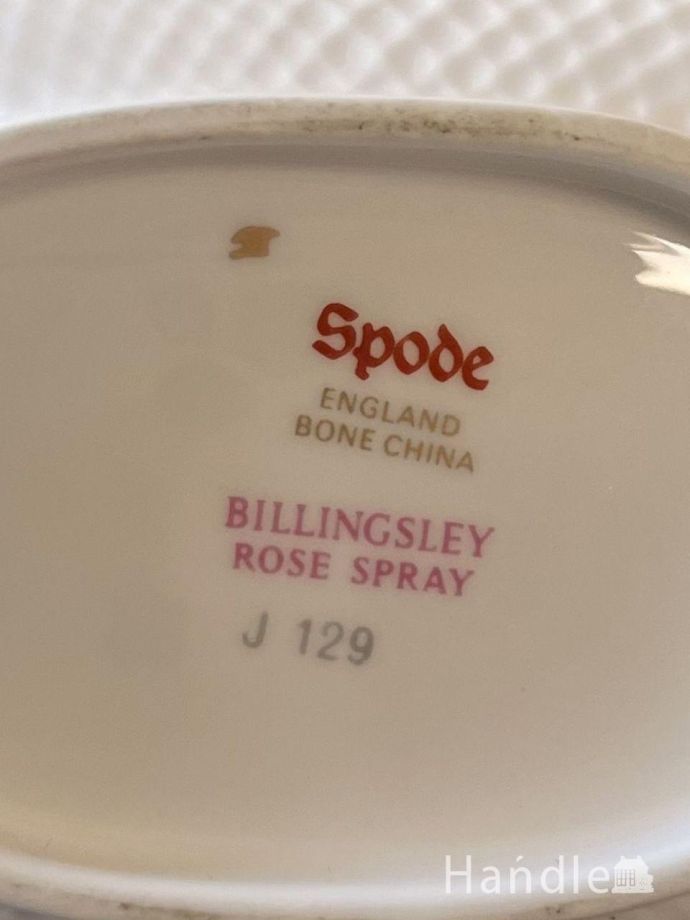 Spode
ENGLAND
BONE CHINA
BILLINGSLEY
ROSE SPRAY
J 129
Handle